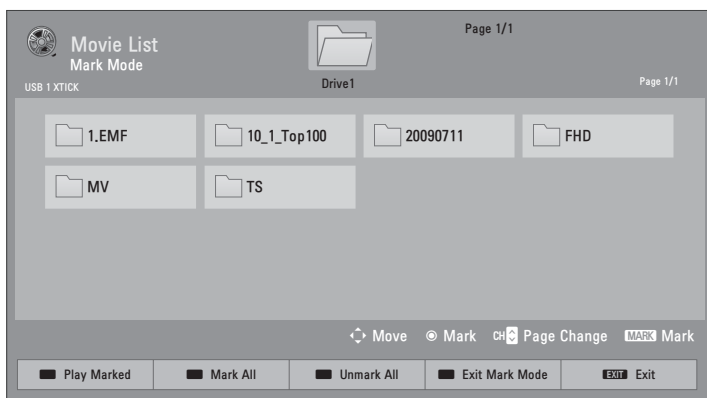 Movie List
Mark Mode
USB 1 XTICK
Page 1/1
Drive1
Page 1/1
1.EMF
10_1_Top100
20090711
FHD
MV
TS
Move
Mark
CH Page Change
MARK Mark
Play Marked
Mark All
Unmark All
Exit Mark Mode
EXIT Exit